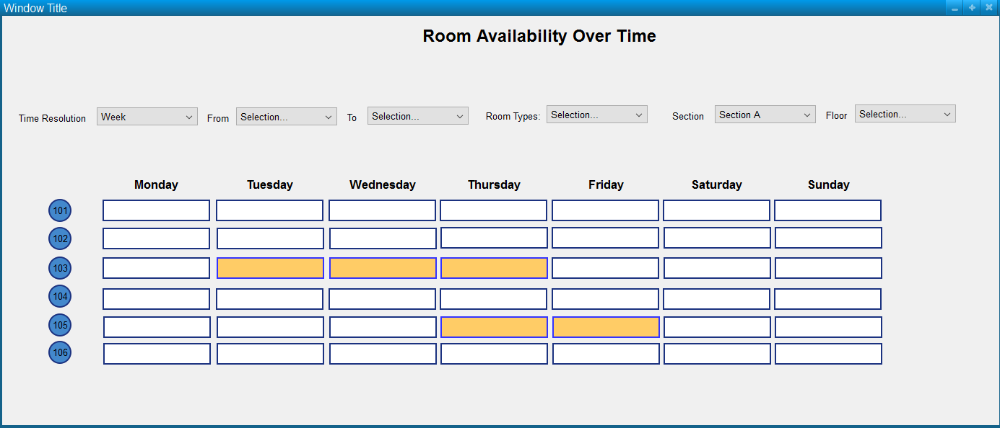 Window Title
Room Availability Over Time
Time Resolution Week From Selection... To Selection... Room Types: Selection... Section Section A Floor Selection...
Monday Tuesday Wednesday Thursday Friday Saturday Sunday
101
102
103
104
105
106